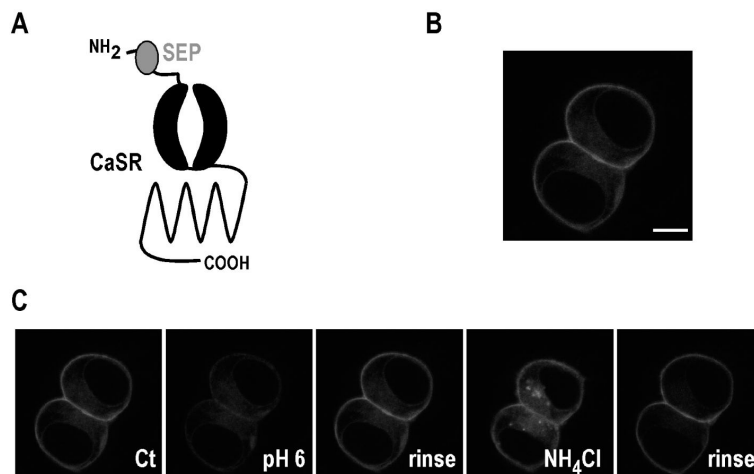 A
NH2
SEP
CaSR
COOH
B
C
Ct
pH 6
rinse
NH4Cl
rinse